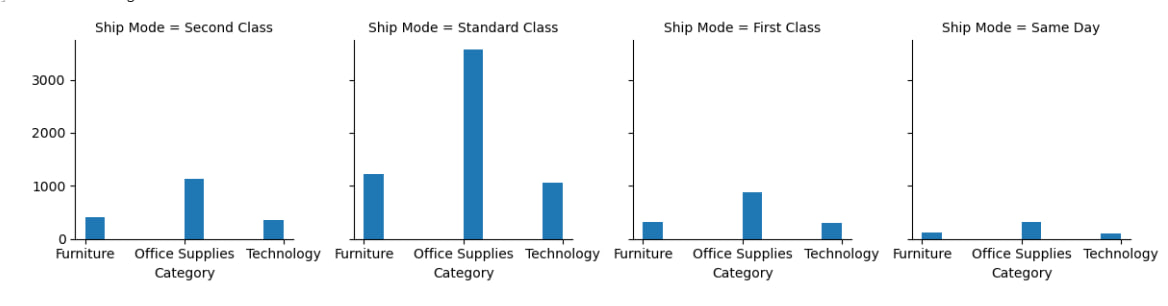 Ship Mode = Second Class
Ship Mode = Standard Class
Ship Mode = First Class
Ship Mode = Same Day
3000
2000
1000
0
Furniture Office Supplies Technology
Furniture Office Supplies Technology
Furniture Office Supplies Technology
Furniture Office Supplies Technology
Category
Category
Category
Category